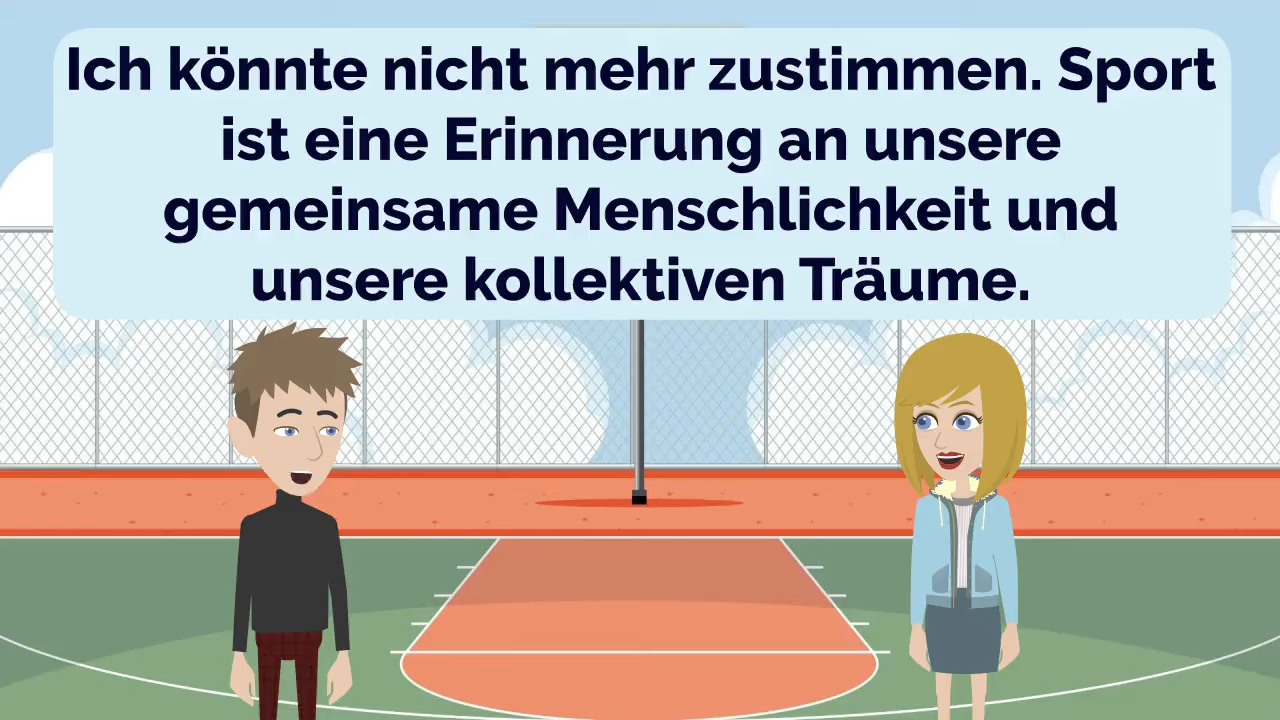 Ich könnte nicht mehr zustimmen. Sport
ist eine Erinnerung an unsere
gemeinsame Menschlichkeit und
unsere kollektiven Träume.